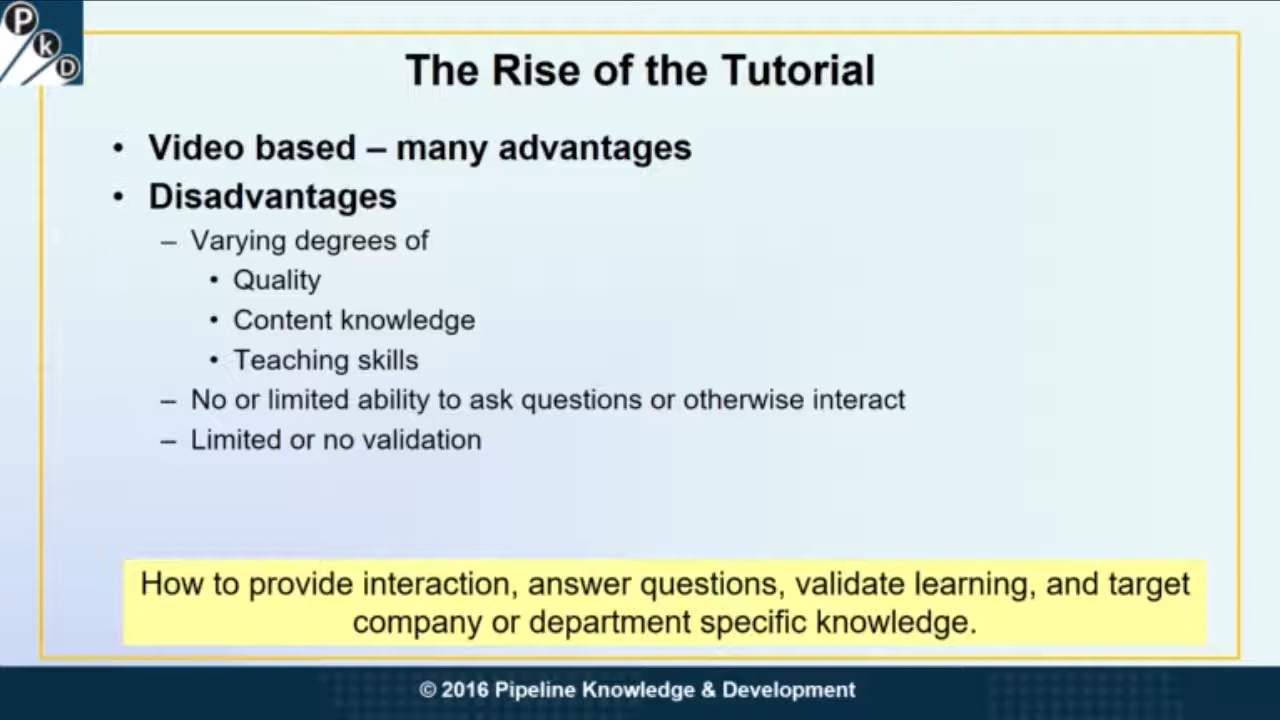 P
k
D
The Rise of the Tutorial
• Video based – many advantages
• Disadvantages
– Varying degrees of
• Quality
• Content knowledge
• Teaching skills
– No or limited ability to ask questions or otherwise interact
– Limited or no validation
How to provide interaction, answer questions, validate learning, and target
company or department specific knowledge.
© 2016 Pipeline Knowledge & Development